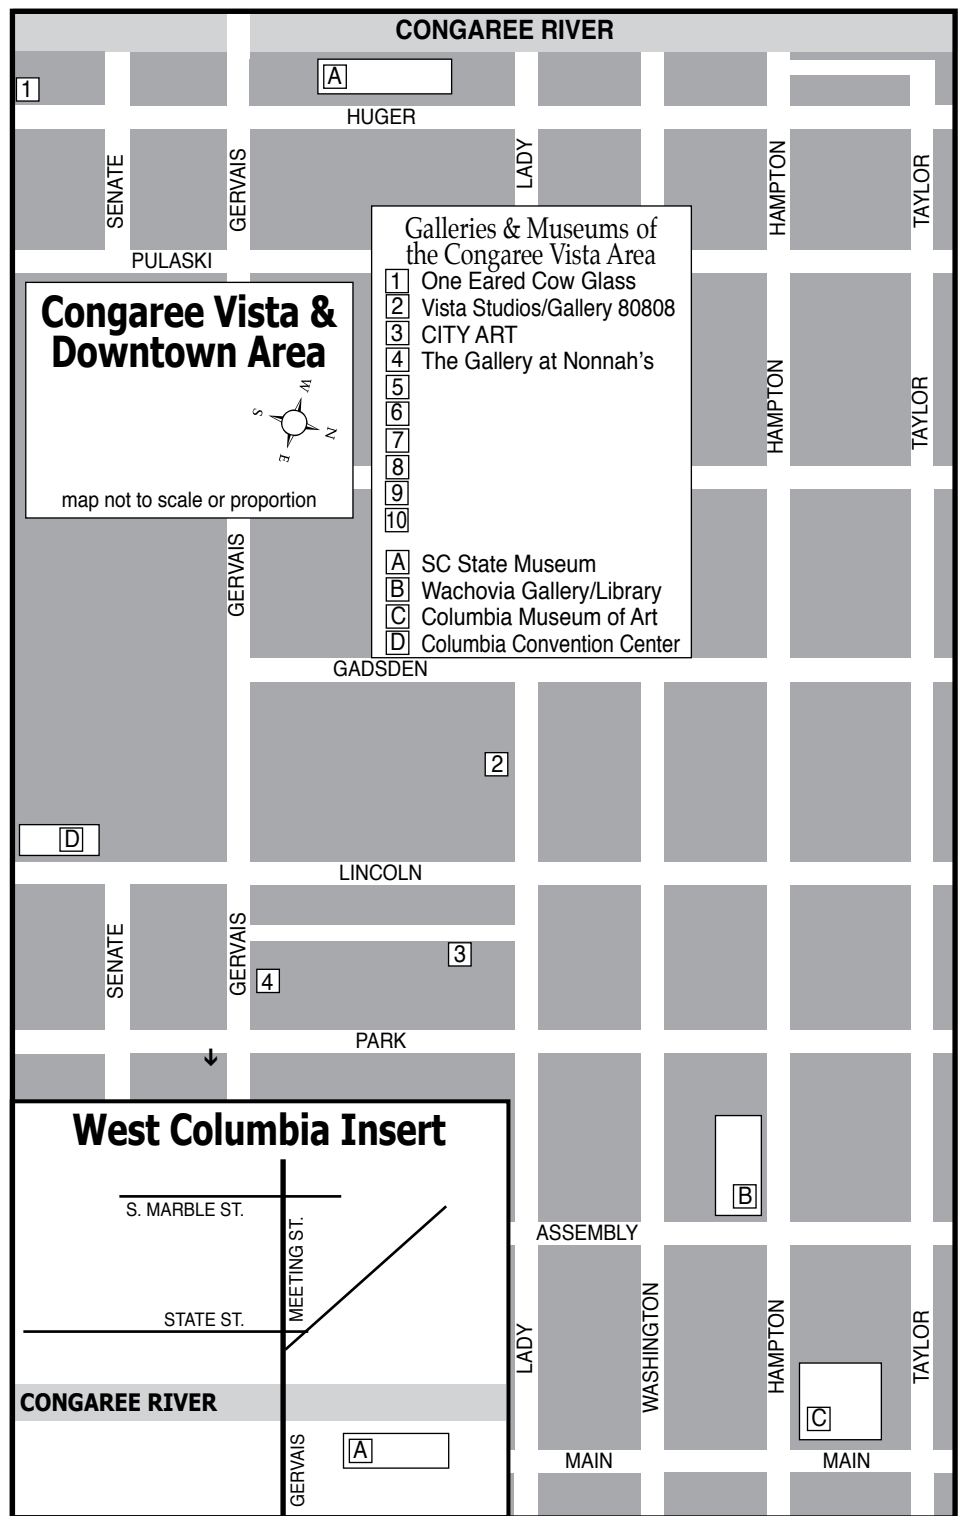 CONGAREE RIVER
1
A
HUGER
SENATE
GERVAIS
LADY
HAMPTON
TAYLOR
PULASKI
Galleries & Museums of
the Congaree Vista Area
1 One Eared Cow Glass
2 Vista Studios/Gallery 80808
3 CITY ART
4 The Gallery at Nonnah's
5
6
7
8
9
10
A SC State Museum
B Wachovia Gallery/Library
C Columbia Museum of Art
D Columbia Convention Center
Congaree Vista &
Downtown Area
W
S
N
E
map not to scale or proportion
HAMPTON
TAYLOR
GERVAIS
GADSDEN
2
D
LINCOLN
SENATE
GERVAIS
3
4
PARK
West Columbia Insert
S. MARBLE ST.
MEETING ST.
STATE ST.
CONGAREE RIVER
GERVAIS
A
B
ASSEMBLY
LADY
WASHINGTON
HAMPTON
TAYLOR
C
MAIN
MAIN